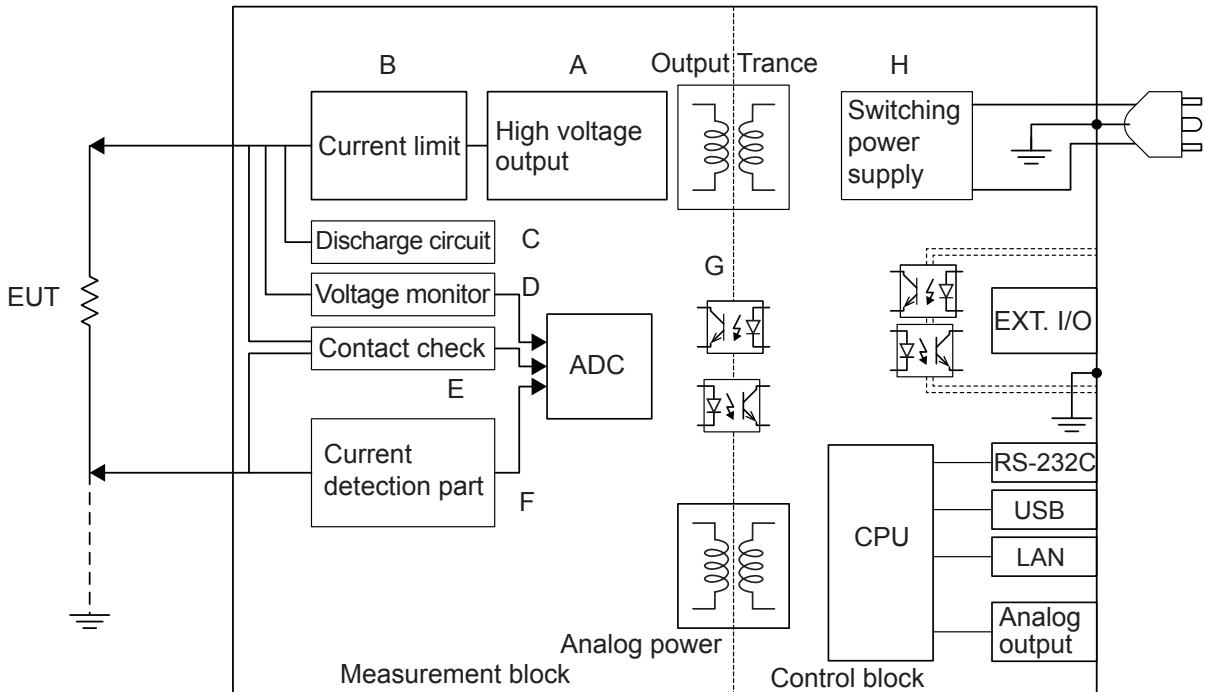 B
A
Output Trance
H
Current limit
High voltage
output
Switching
power
supply
Discharge circuit
C
G
EUT
Voltage monitor
D
EXT. I/O
Contact check
ADC
E
Current
detection part
F
CPU
RS-232C
USB
LAN
Analog
output
Analog power
Measurement block
Control block